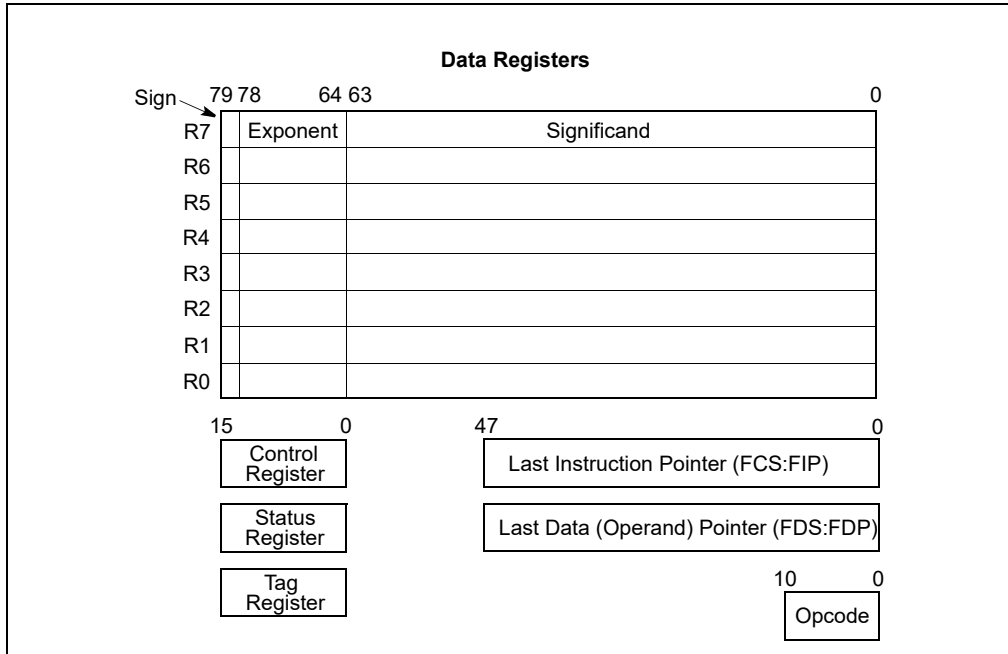 Data Registers
Sign 79 78 64 63 0
R7 Exponent Significand
R6
R5
R4
R3
R2
R1
R0
15 0 47 0
Control
Register
Last Instruction Pointer (FCS:FIP)
Status
Register
Last Data (Operand) Pointer (FDS:FDP)
Tag
Register
10 0
Opcode